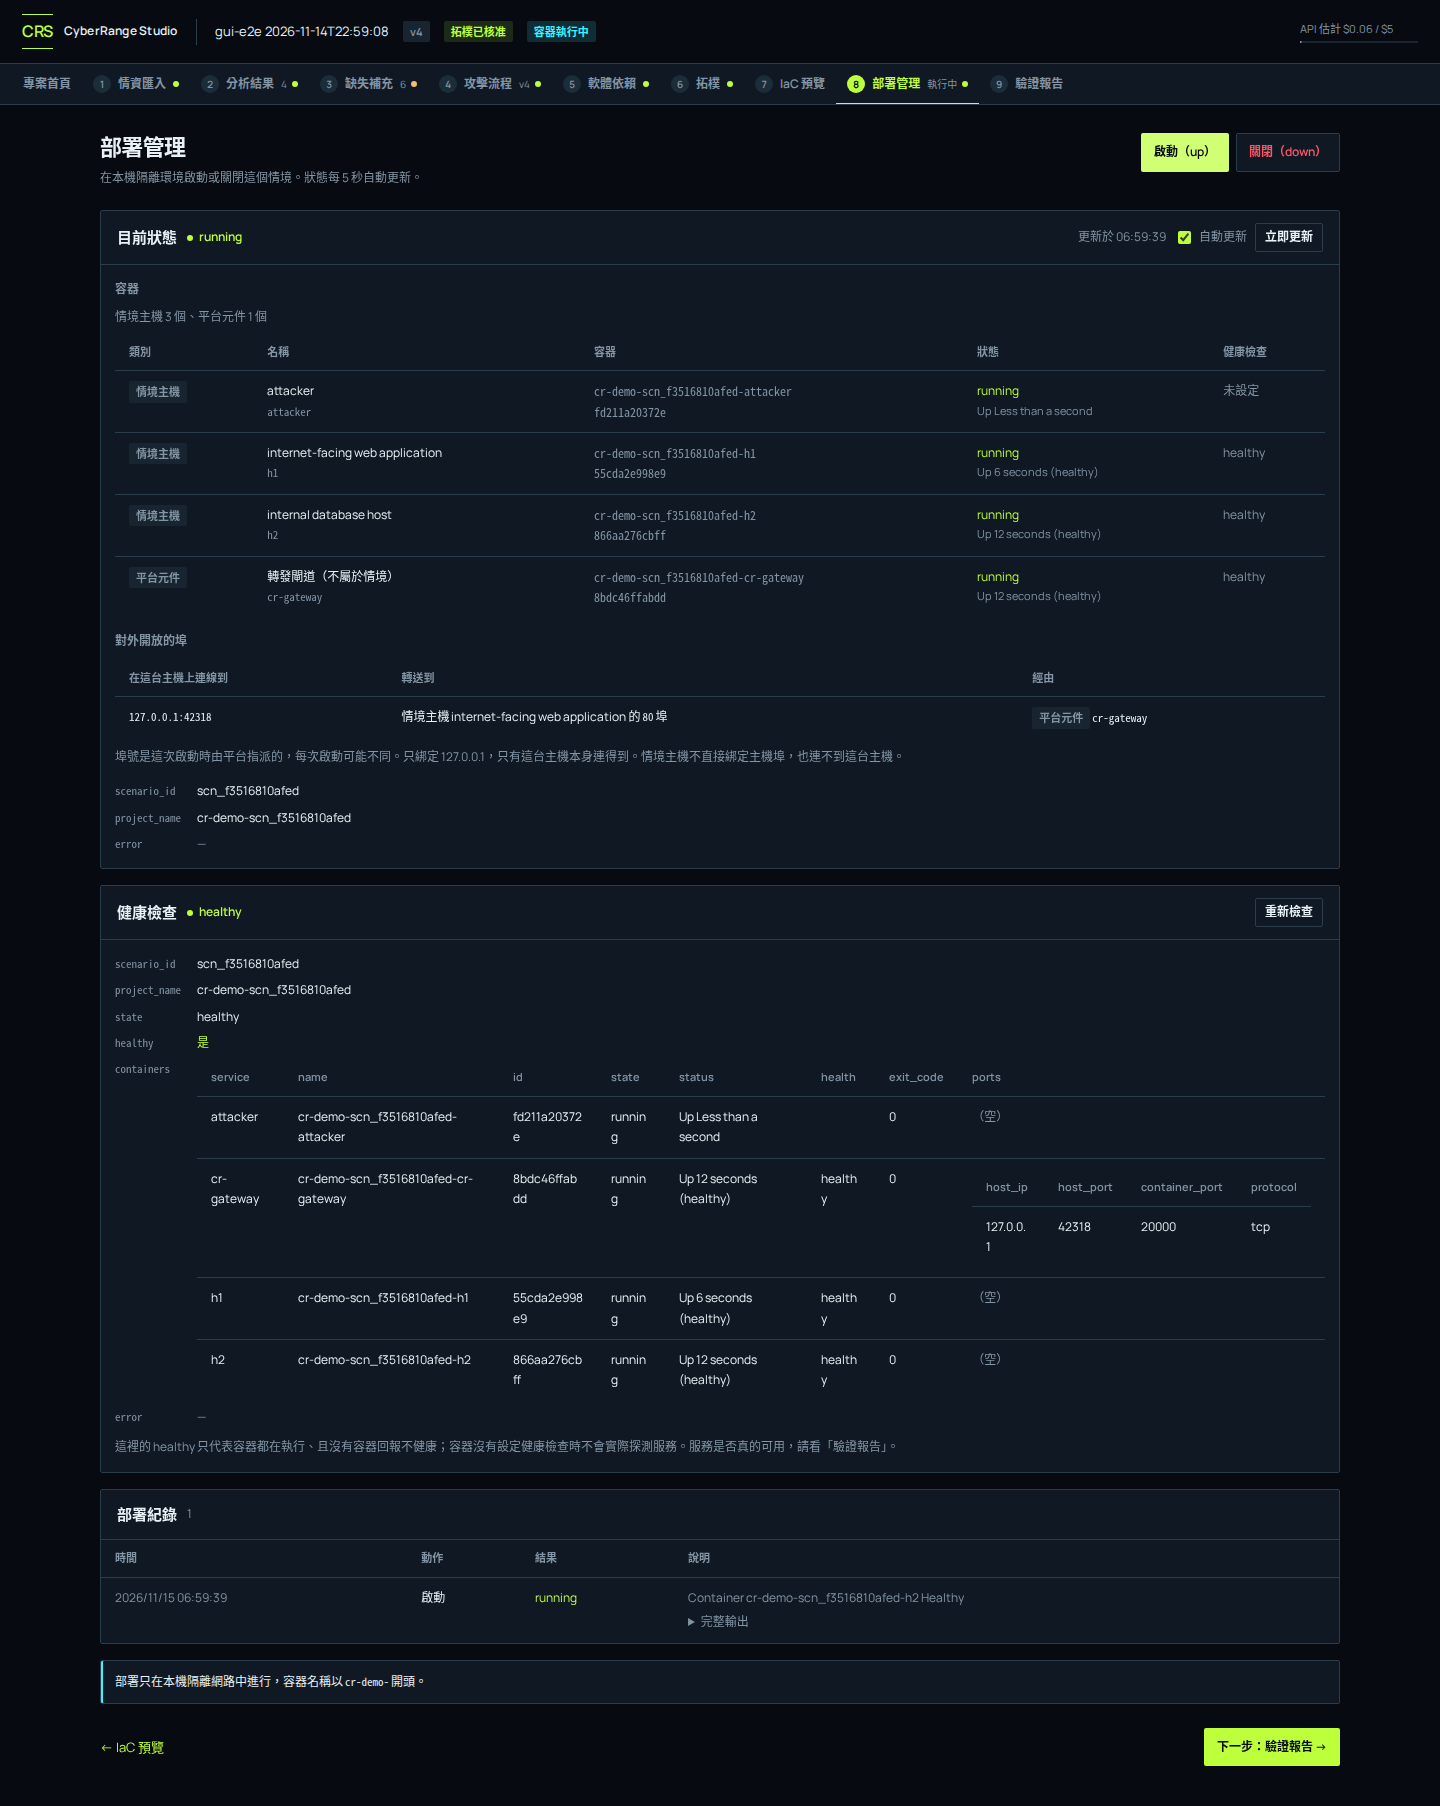 CRS CyberRange Studio gui-e2e 2026-11-14T22:59:08 v4 拓樸已核准 容器執行中 API 估計 $0.06 / $5
專案首頁 1 情資匯入 2 分析結果 4 3 缺失補充 6 4 攻擊流程 v4 5 軟體依賴 6 拓樸 7 IaC 預覽 8 部署管理 執行中 9 驗證報告
部署管理
在本機隔離環境啟動或關閉這個情境。狀態每 5 秒自動更新。
啟動（up） 關閉（down）
目前狀態 running 更新於 06:59:39 自動更新 立即更新
容器
情境主機 3 個、平台元件 1 個
類別 名稱 容器 狀態 健康檢查
情境主機 attacker cr-demo-scn_f3516810afed-attacker running 未設定
attacker fd211a20372e Up Less than a second
情境主機 internet-facing web application cr-demo-scn_f3516810afed-h1 running healthy
h1 55cda2e998e9 Up 6 seconds (healthy)
情境主機 internal database host cr-demo-scn_f3516810afed-h2 running healthy
h2 866aa276cbff Up 12 seconds (healthy)
平台元件 轉發閘道（不屬於情境） cr-demo-scn_f3516810afed-cr-gateway running healthy
cr-gateway 8bdc46ffabdd Up 12 seconds (healthy)
對外開放的埠
在這台主機上連線到 轉送到 經由
127.0.0.1:42318 情境主機 internet-facing web application 的 80 埠 平台元件 cr-gateway
埠號是這次啟動時由平台指派的，每次啟動可能不同。只綁定 127.0.0.1，只有這台主機本身連得到。情境主機不直接綁定主機埠，也連不到這台主機。
scenario_id scn_f3516810afed
project_name cr-demo-scn_f3516810afed
error —
健康檢查 healthy 重新檢查
scenario_id scn_f3516810afed
project_name cr-demo-scn_f3516810afed
state healthy
healthy 是
containers service name id state status health exit_code ports
attacker cr-demo-scn_f3516810afed- fd211a20372 runnin Up Less than a 0 （空）
attacker e g second
cr- cr-demo-scn_f3516810afed-cr- 8bdc46ffab runnin Up 12 seconds health 0 host_ip host_port container_port protocol
gateway gateway dd g (healthy) y
127.0.0. 42318 20000 tcp
1
h1 cr-demo-scn_f3516810afed-h1 55cda2e998 runnin Up 6 seconds health 0 （空）
e9 g (healthy) y
h2 cr-demo-scn_f3516810afed-h2 866aa276cb runnin Up 12 seconds health 0 （空）
ff g (healthy) y
error —
這裡的 healthy 只代表容器都在執行、且沒有容器回報不健康；容器沒有設定健康檢查時不會實際探測服務。服務是否真的可用，請看「驗證報告」。
部署紀錄 1
時間 動作 結果 說明
2026/11/15 06:59:39 啟動 running Container cr-demo-scn_f3516810afed-h2 Healthy
▶ 完整輸出
部署只在本機隔離網路中進行，容器名稱以 cr-demo- 開頭。
← IaC 預覽 下一步：驗證報告 →